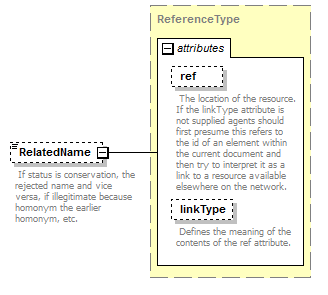 ReferenceType
attributes
ref
The location of the resource.
If the linkType attribute is
not supplied agents should
first presume this refers to
the id of an element within
the current document and
then try to interpret it as a
link to a resource available
elsewhere on the network.
RelatedName
If status is conservation, the
rejected name and vice
versa, if illegitimate because
homonym the earlier
homonym, etc.
linkType
Defines the meaning of the
contents of the ref attribute.